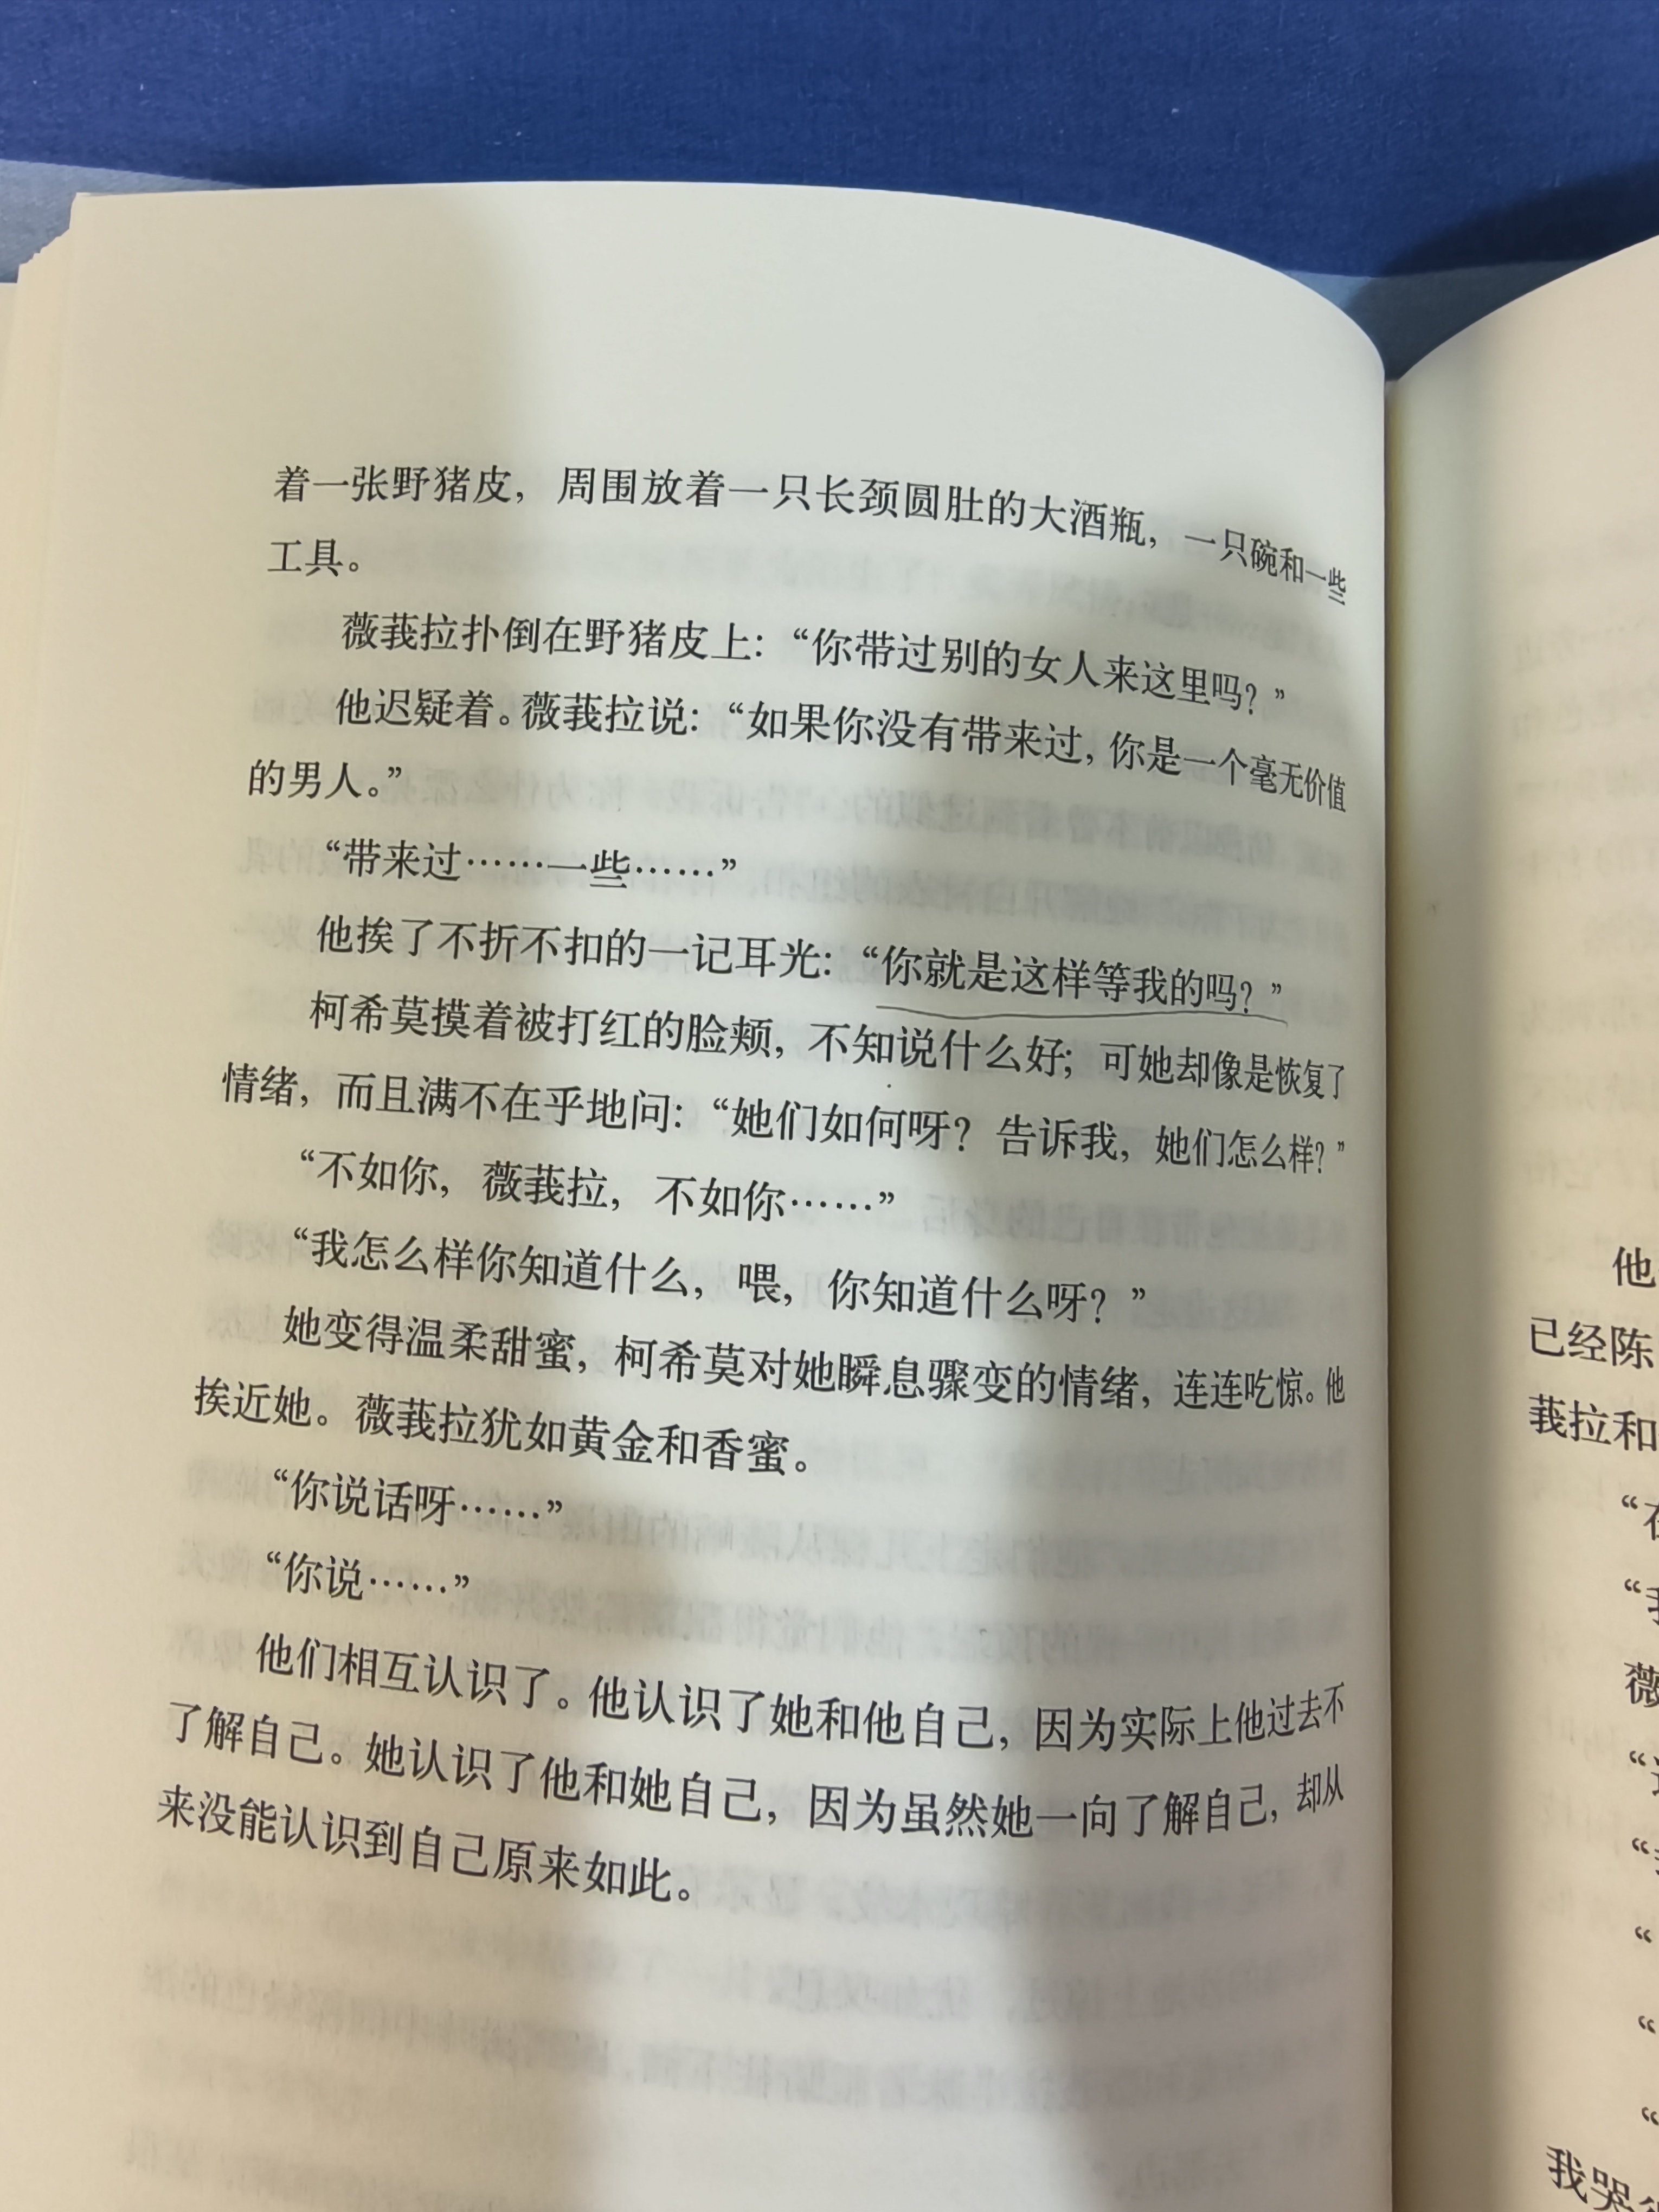 着一张野猪皮，周围放着一只长颈圆肚的大酒瓶，一只碗和一些
工具。
薇莪拉扑倒在野猪皮上：“你带过别的女人来这里吗？”
他迟疑着。薇莪拉说：“如果你没有带来过，你是一个毫无价值
的男人。”
“带来过……一些……”
他挨了不折不扣的一记耳光：“你就是这样等我的吗？”
柯希莫摸着被打红的脸颊，不知说什么好；可她却像是恢复了
情绪，而且满不在乎地问：“她们如何呀？告诉我，她们怎么样？”
“不如你，薇莪拉，不如你……”
“我怎么样你知道什么，喂，你知道什么呀？”
她变得温柔甜蜜，柯希莫对她瞬息骤变的情绪，连连吃惊。他
挨近她。薇莪拉犹如黄金和香蜜。
“你说话呀……”
“你说……”
他们相互认识了。他认识了她和他自己，因为实际上他过去不
了解自己。她认识了他和她自己，因为虽然她一向了解自己，却从
来没能认识到自己原来如此。
他
已经陈
莪拉和
“
“
薇
“
“
“
“
“
我哭